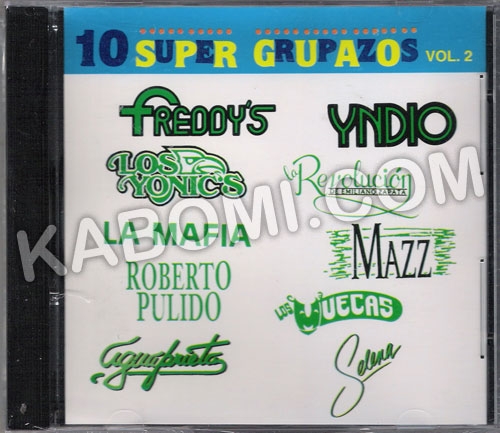 10 SUPER GRUPAZOS VOL. 2
FREDDY'S
YNDIO
LOS YONIC'S
La Revolución
DE EMILIANO ZAPATA
LA MAFIA
MAZZ
ROBERTO
PULIDO
LOS MUECAS
Aguaprieta
Selena
KABOMI.COM